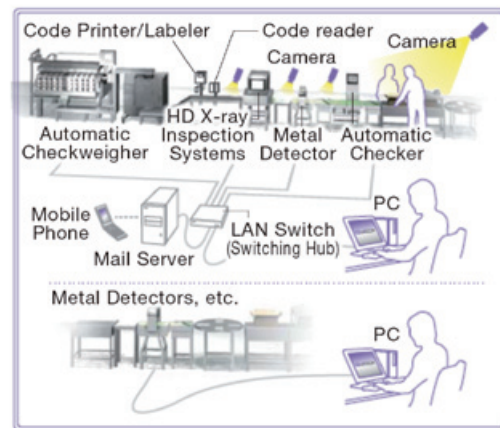 Code Printer/Labeler
Code reader
Camera
Camera
Automatic
Checkweigher
HD X-ray
Inspection
Systems
Metal
Detector
Automatic
Checker
Mobile
Phone
Mail Server
LAN Switch
(Switching Hub)
PC
Metal Detectors, etc.
PC